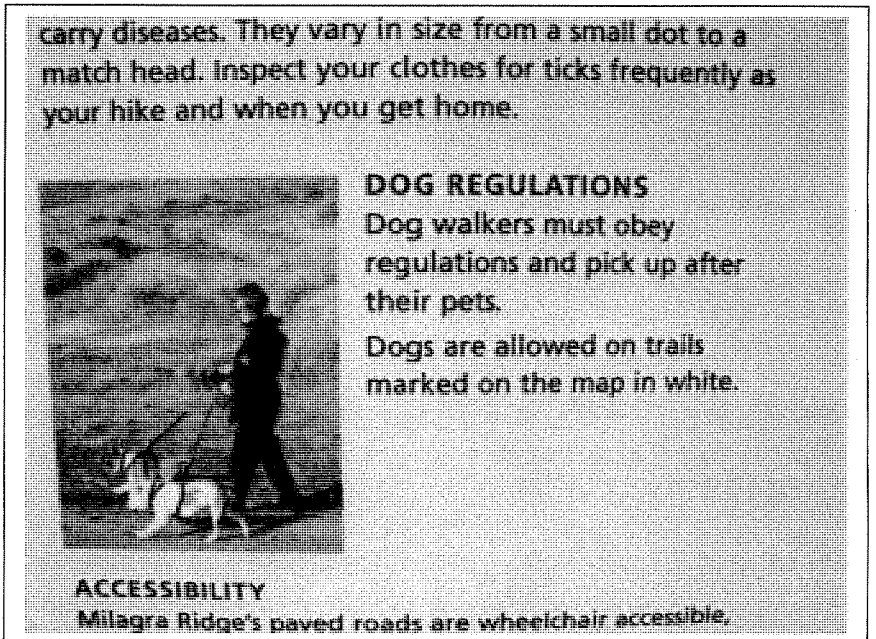 carry diseases. They vary in size from a small dot to a
match head. Inspect your clothes for ticks frequently as
your hike and when you get home.
DOG REGULATIONS
Dog walkers must obey
regulations and pick up after
their pets.
Dogs are allowed on trails
marked on the map in white.
ACCESSIBILITY
Milagra Ridge's paved roads are wheelchair accessible,